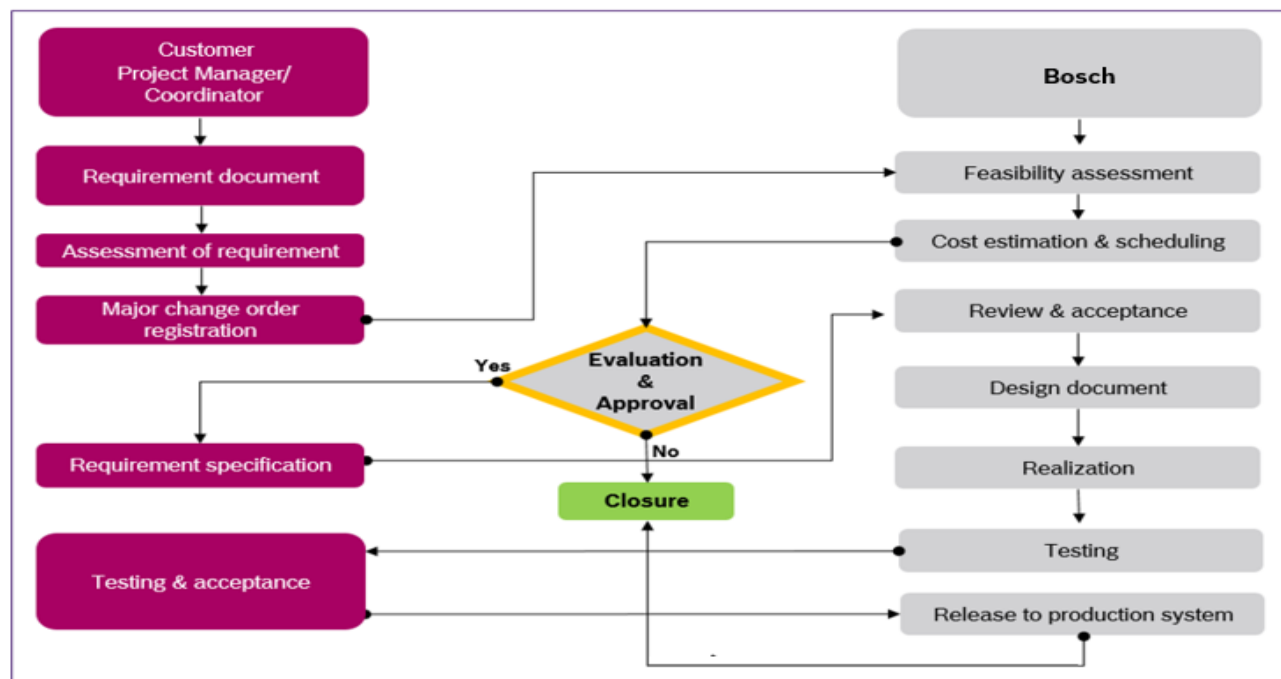 Customer
Project Manager/
Coordinator
Bosch
Requirement document
Feasibility assessment
Assessment of requirement
Cost estimation & scheduling
Major change order
registration
Review & acceptance
Yes
Evaluation
&
Approval
Design document
No
Requirement specification
Realization
Closure
Testing & acceptance
Testing
Release to production system